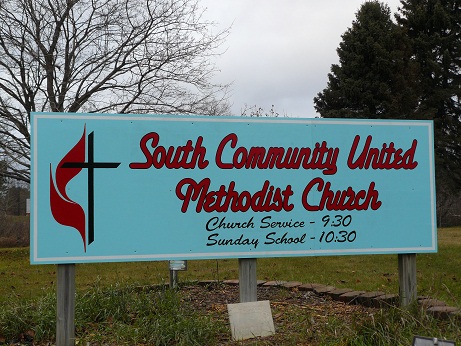 South Community United
Methodist Church
Church Service - 9:30
Sunday School - 10:30